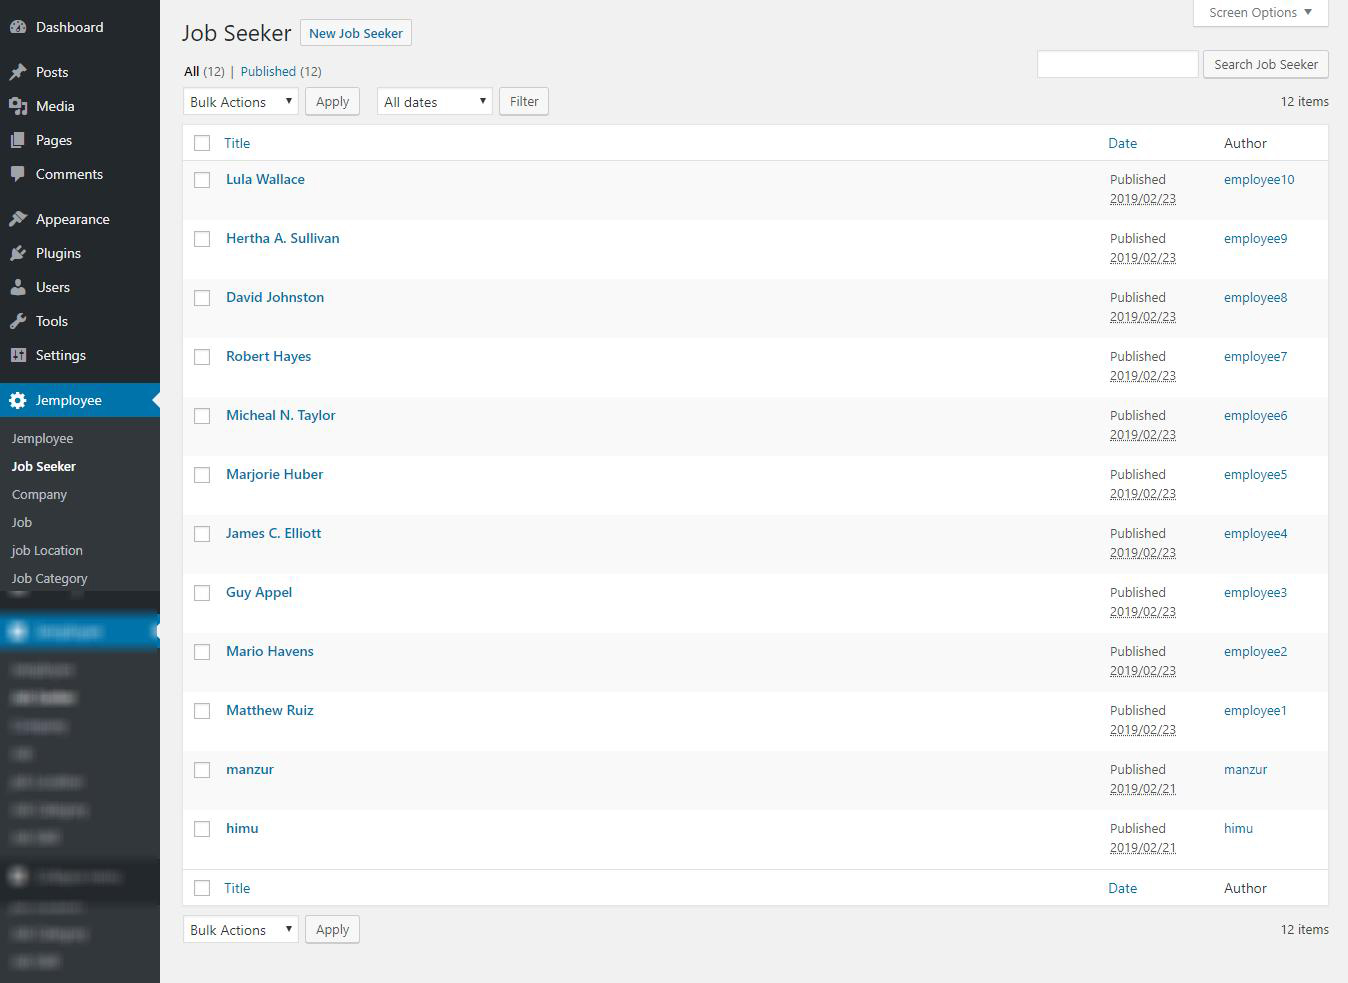 Dashboard
Posts
Media
Pages
Comments
Appearance
Plugins
Users
Tools
Settings
Jemployee
Jemployee
Job Seeker
Company
Job
job Location
Job Category
Screen Options
Job Seeker New Job Seeker
All (12) | Published (12)
Search Job Seeker
Bulk Actions Apply All dates Filter 12 items
Title Date Author
Lula Wallace Published employee10
2019/02/23
Hertha A. Sullivan Published employee9
2019/02/23
David Johnston Published employee8
2019/02/23
Robert Hayes Published employee7
2019/02/23
Micheal N. Taylor Published employee6
2019/02/23
Marjorie Huber Published employee5
2019/02/23
James C. Elliott Published employee4
2019/02/23
Guy Appel Published employee3
2019/02/23
Mario Havens Published employee2
2019/02/23
Matthew Ruiz Published employee1
2019/02/23
manzur Published manzur
2019/02/21
himu Published himu
2019/02/21
Title Date Author
Bulk Actions Apply 12 items